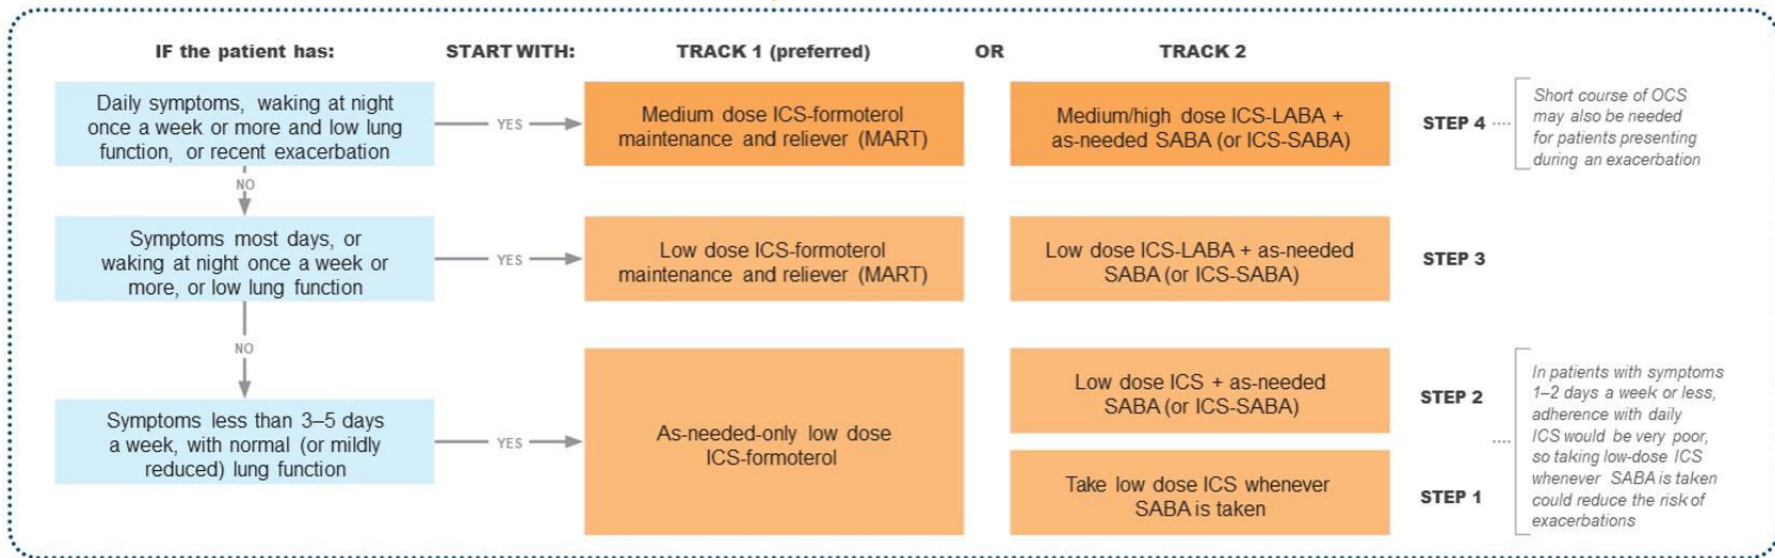 IF the patient has:
START WITH:
TRACK 1 (preferred)
OR
TRACK 2
Daily symptoms, waking at night
once a week or more and low lung
function, or recent exacerbation
YES
Medium dose ICS-formoterol
maintenance and reliever (MART)
Medium/high dose ICS-LABA +
as-needed SABA (or ICS-SABA)
STEP 4
Short course of OCS
may also be needed
for patients presenting
during an exacerbation
NO
Symptoms most days, or
waking at night once a week or
more, or low lung function
YES
Low dose ICS-formoterol
maintenance and reliever (MART)
Low dose ICS-LABA + as-needed
SABA (or ICS-SABA)
STEP 3
NO
Symptoms less than 3–5 days
a week, with normal (or mildly
reduced) lung function
YES
As-needed-only low dose
ICS-formoterol
Low dose ICS + as-needed
SABA (or ICS-SABA)
STEP 2
Take low dose ICS whenever
SABA is taken
STEP 1
In patients with symptoms
1–2 days a week or less,
adherence with daily
ICS would be very poor,
so taking low-dose ICS
whenever SABA is taken
could reduce the risk of
exacerbations